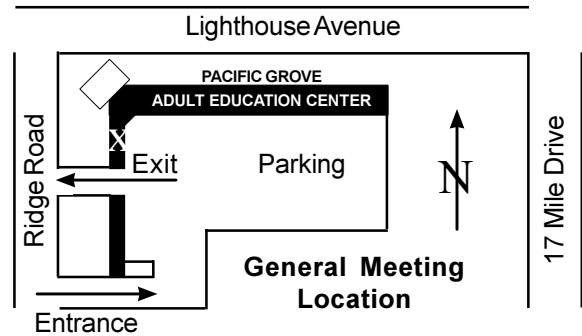 Lighthouse Avenue
PACIFIC GROVE
ADULT EDUCATION CENTER
X
Exit
Parking
N
Ridge Road
17 Mile Drive
General Meeting
Location
Entrance